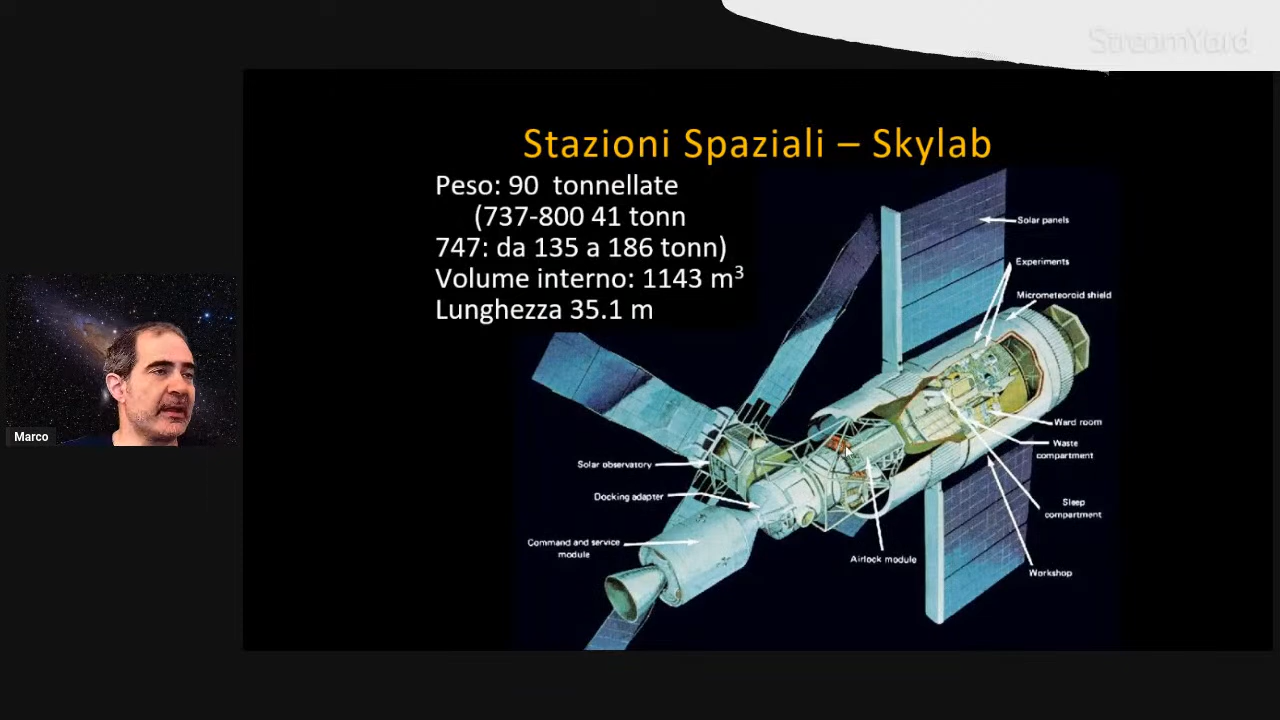 StreamYard
Stazioni Spaziali – Skylab
Peso: 90 tonnellate
(737-800 41 tonn
747: da 135 a 186 tonn)
Volume interno: 1143 m³
Lunghezza 35.1 m
Solar panels
Experiments
Micrometeoroid shield
Ward room
Waste
compartment
Sleep
compartment
Workshop
Airlock module
Solar observatory
Docking adapter
Command and service
module
Marco